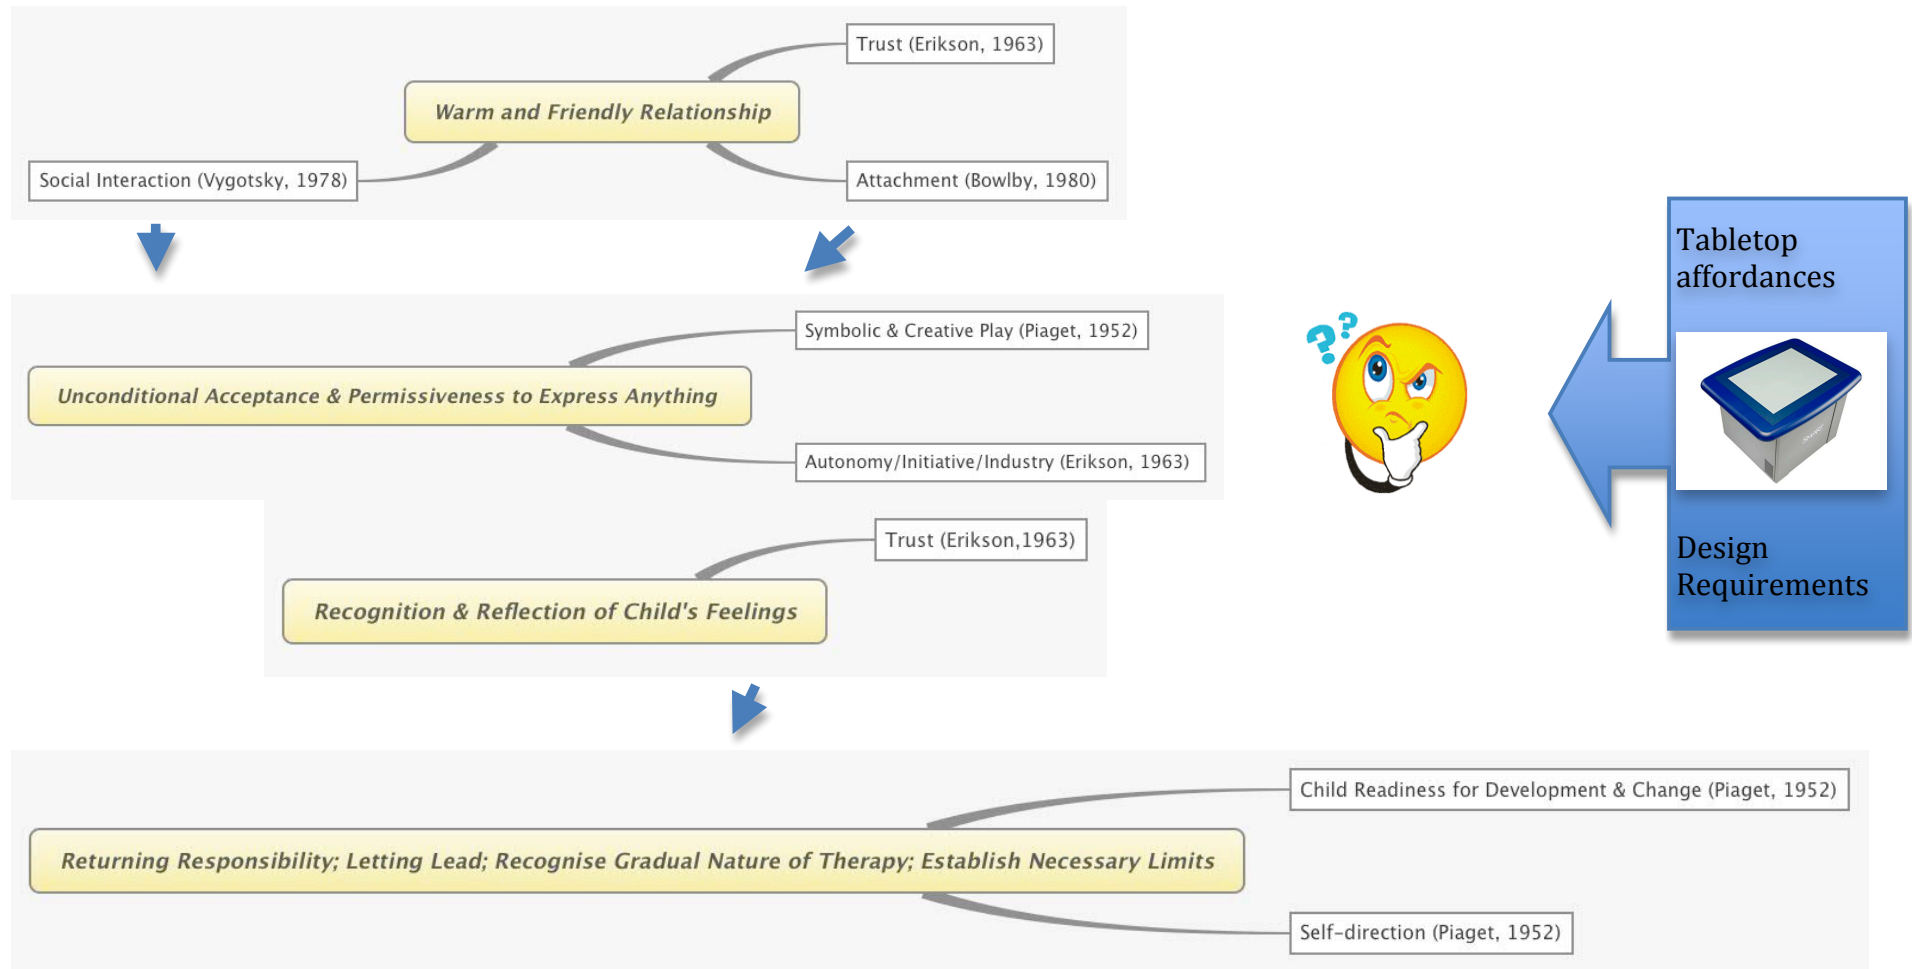 Trust (Erikson, 1963)
Warm and Friendly Relationship
Social Interaction (Vygotsky, 1978)
Attachment (Bowlby, 1980)
Tabletop
affordances
Symbolic & Creative Play (Piaget, 1952)
??
Unconditional Acceptance & Permissiveness to Express Anything
SMART
Autonomy/Initiative/Industry (Erikson, 1963)
Trust (Erikson,1963)
Design
Requirements
Recognition & Reflection of Child's Feelings
Child Readiness for Development & Change (Piaget, 1952)
Returning Responsibility; Letting Lead; Recognise Gradual Nature of Therapy; Establish Necessary Limits
Self-direction (Piaget, 1952)